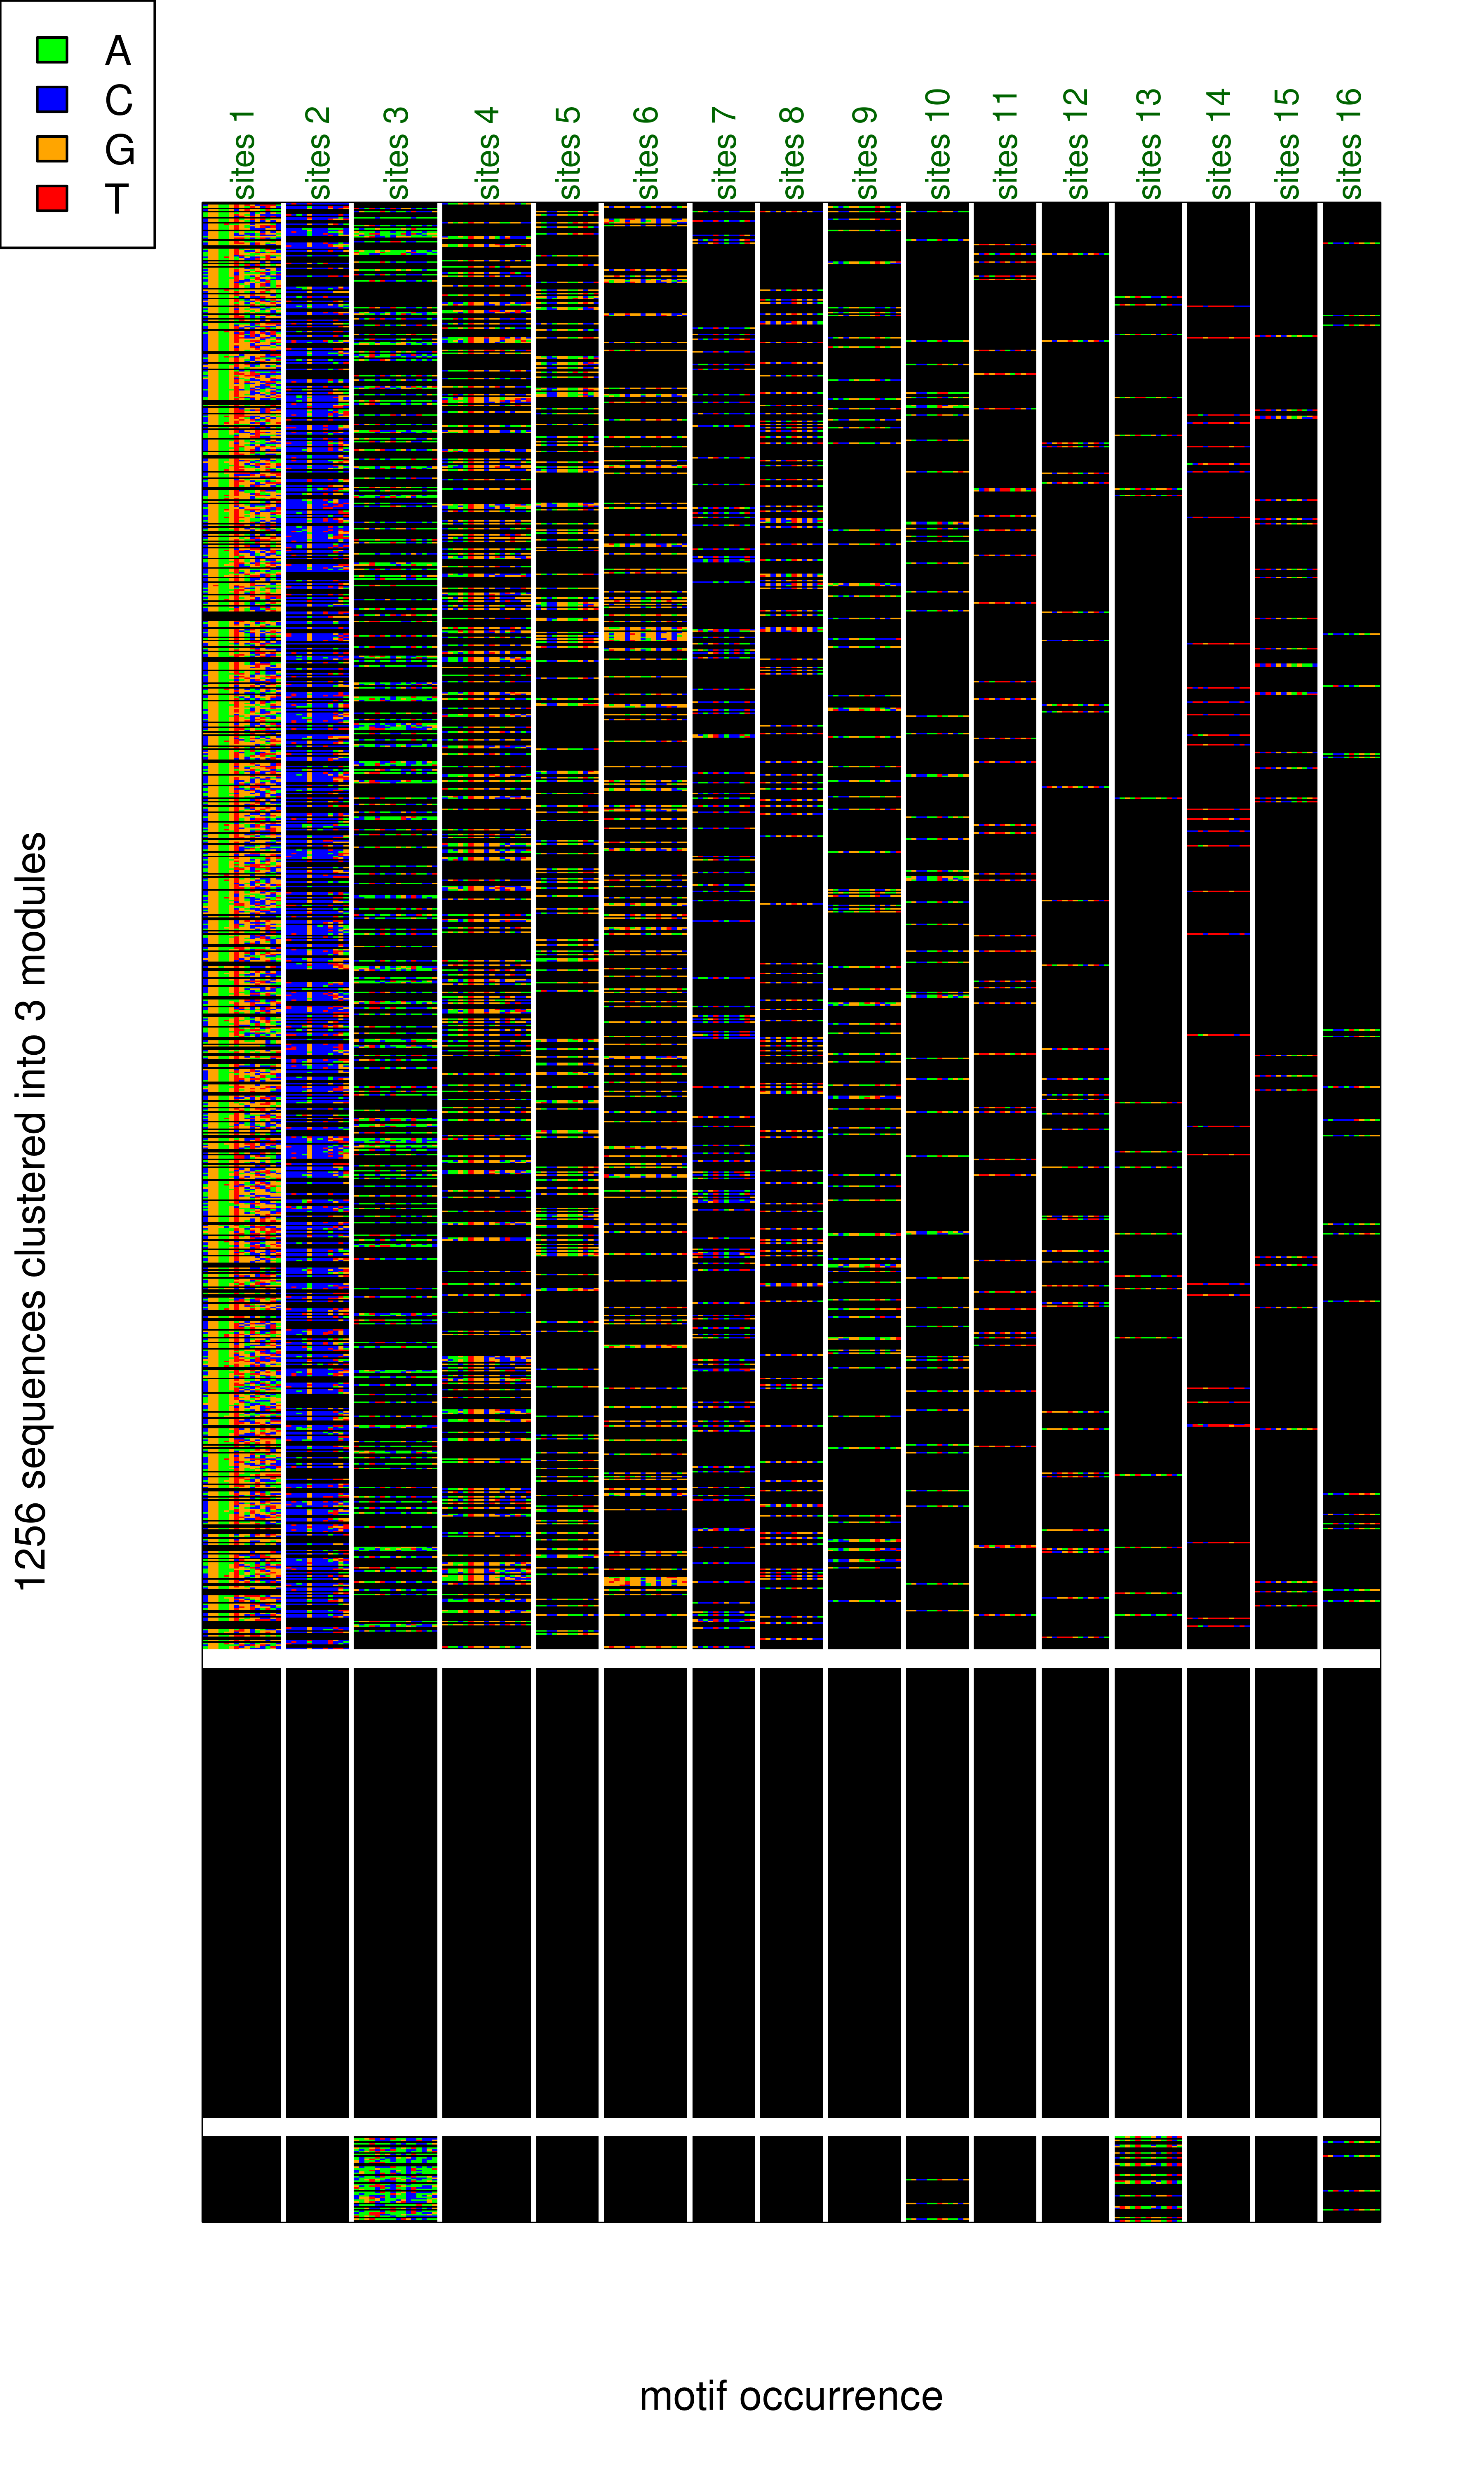 A
C
G
T
sites 1
sites 2
sites 3
sites 4
sites 5
sites 6
sites 7
sites 8
sites 9
sites 10
sites 11
sites 12
sites 13
sites 14
sites 15
sites 16
1256 sequences clustered into 3 modules
motif occurrence